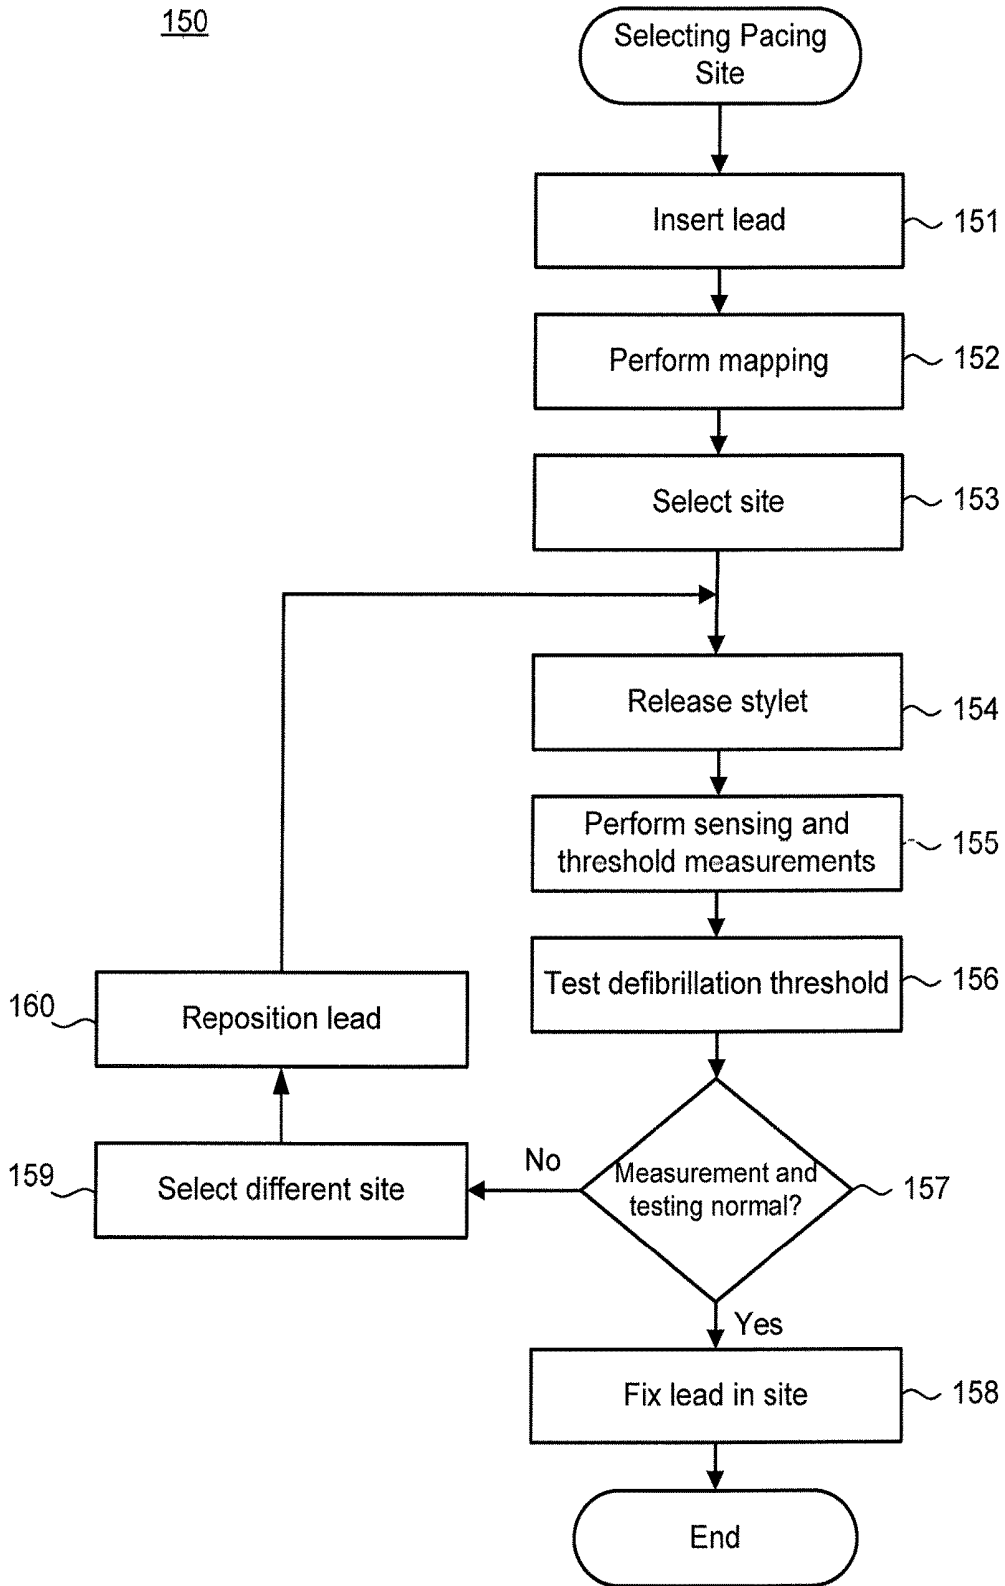 150
Selecting Pacing
Site
Insert lead
151
Perform mapping
152
Select site
153
Release stylet
154
Perform sensing and
threshold measurements
155
Test defibrillation threshold
156
160
Reposition lead
159
Select different site
No
Measurement and
testing normal?
157
Yes
Fix lead in site
158
End